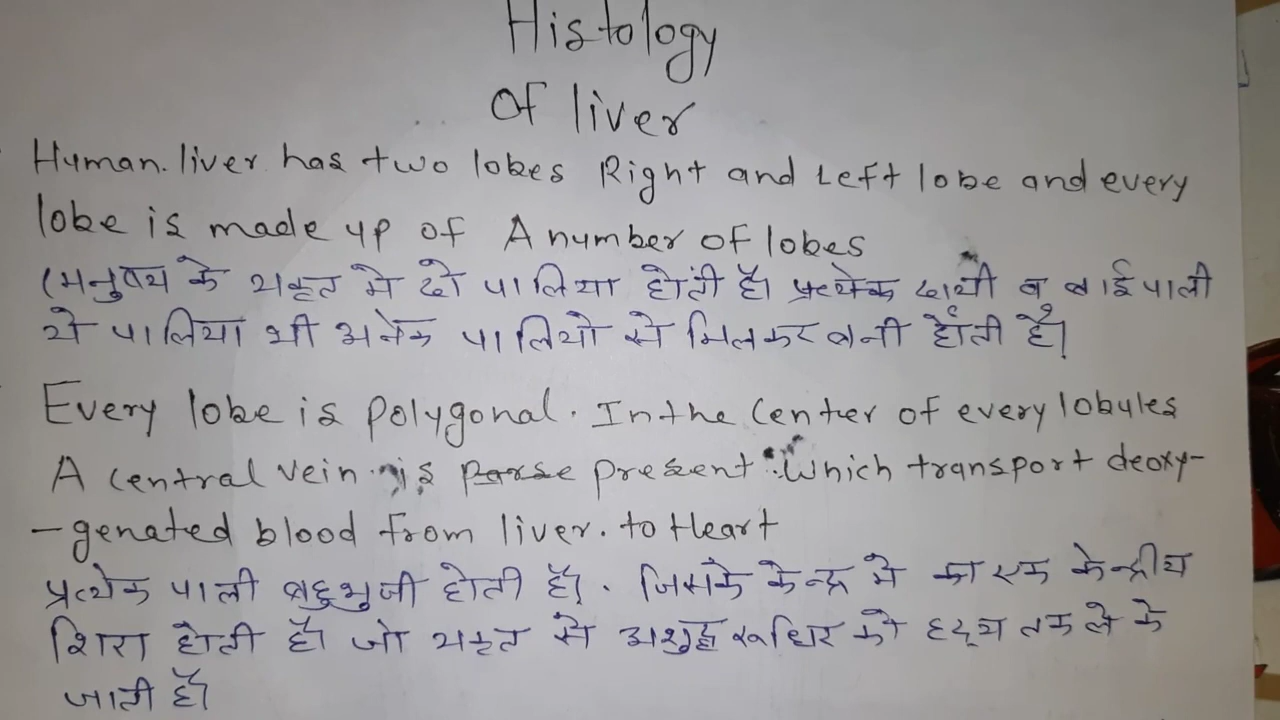 Histology
Of liver
Human. liver has two lobes Right and Left lobe and every
lobe is made up of A number of lobes
(मनुषय के यकृत मे दो पालिया होती है। प्रत्येक दायी व बाई पाली
ये पालिया भी अनेक पालियो से मिलकर बनी होती है।
Every lobe is polygonal. In the Center of every lobules
A central vein is present. Which transport deoxy-
-genated blood from liver. to Heart
प्रत्येक पाली बहुभुजी होती है। . जिसके केन्द्र मे का एक केन्द्रीय
शिरा होती है। जो यकृत से अशुद्ध रूधिर को हृदय तक ले के
जाती है।